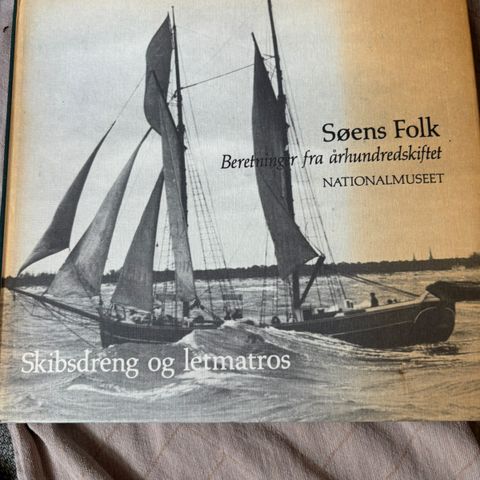 Søens Folk
Beretninger fra århundredskiftet
NATIONALMUSEET
Skibsdreng og letmatros